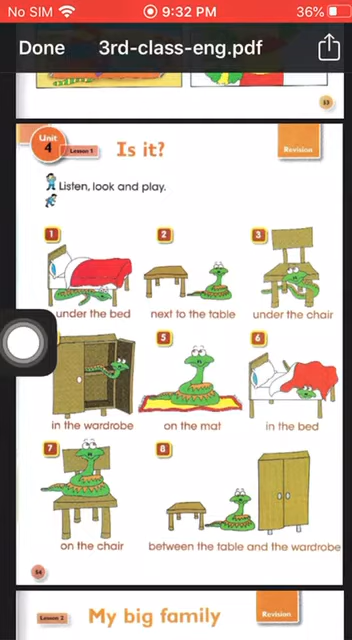 No SIM 9:32 PM 36%
Done 3rd-class-eng.pdf
53
Unit
4
Lesson 1
Is it?
Revision
Listen, look and play.
1
2
3
under the bed
next to the table
under the chair
5
6
in the wardrobe
on the mat
in the bed
7
8
on the chair
between the table and the wardrobe
54
Lesson 2
My big family
Revision